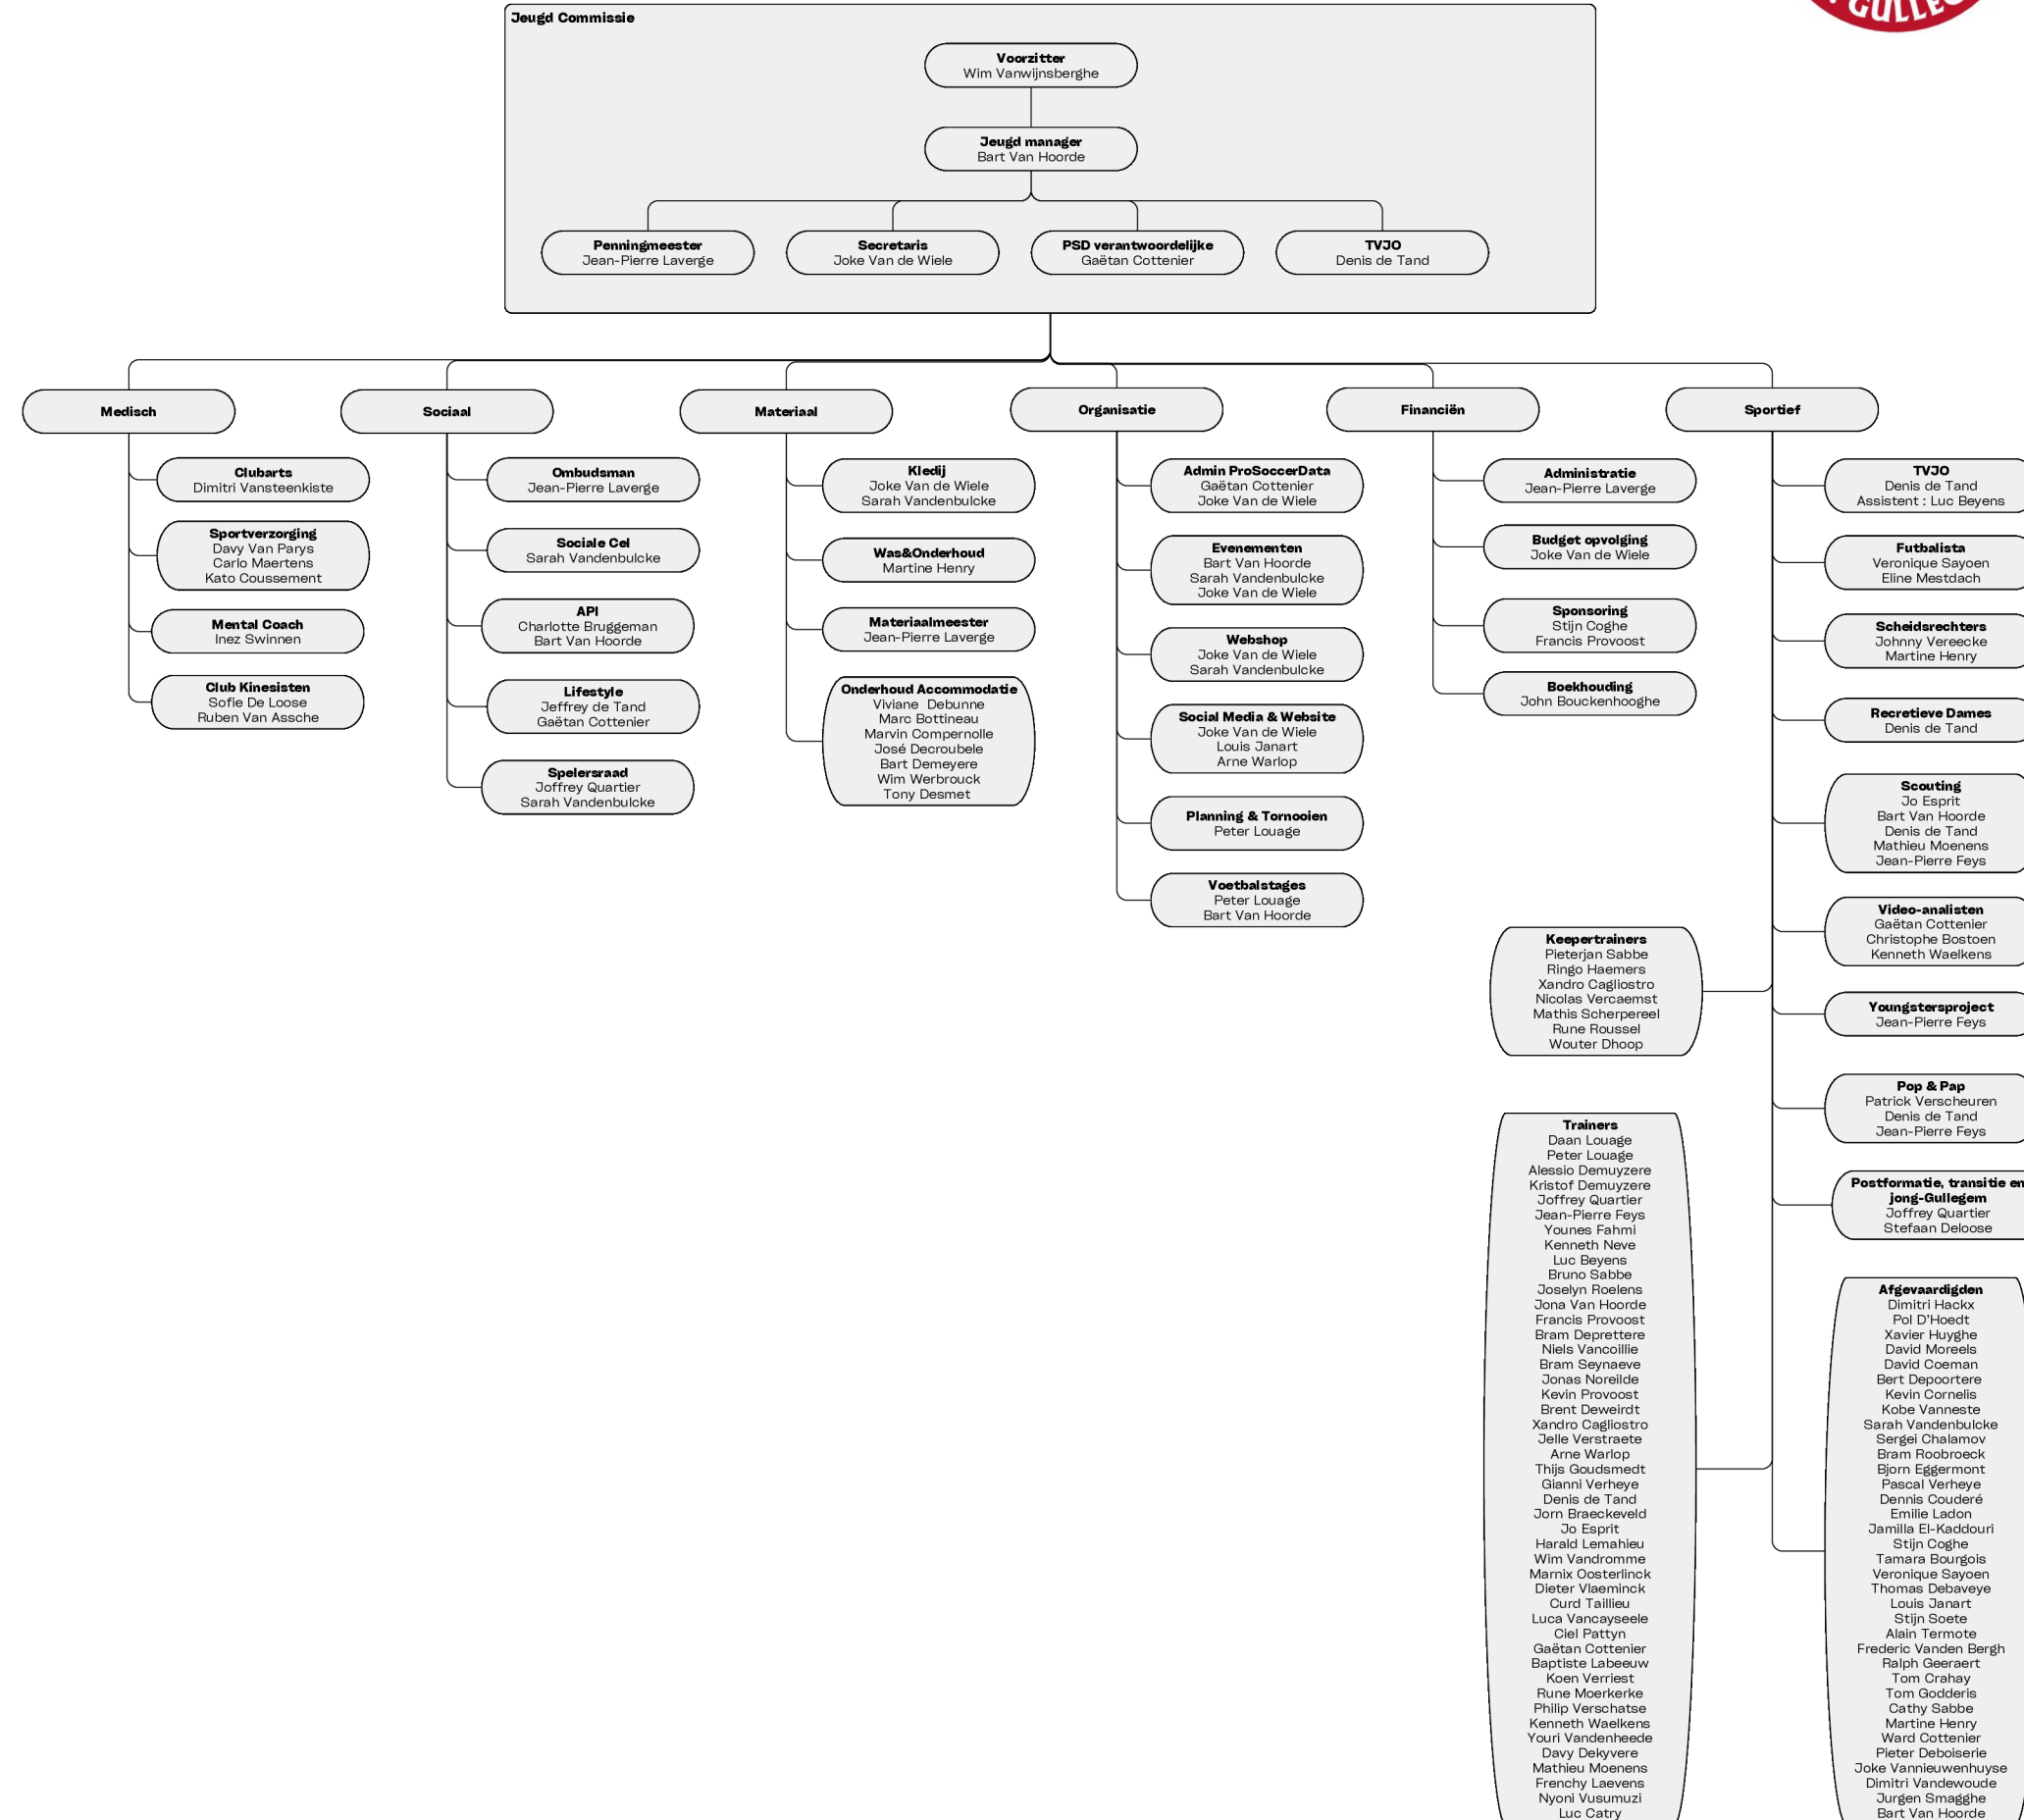 GULLEG
Jeugd Commissie
Voorzitter
Wim Vanwijnsberghe
Jeugd manager
Bart Van Hoorde
Penningmeester
Jean-Pierre Laverge
Secretaris
Joke Van de Wiele
PSD verantwoordelijke
Gaëtan Cottenier
TVJO
Denis de Tand
Medisch
Clubarts
Dimitri Vansteenkiste
Sportverzorging
Davy Van Parys
Carlo Maertens
Kato Coussement
Mental Coach
Inez Swinnen
Club Kinesisten
Sofie De Loose
Ruben Van Assche
Sociaal
Ombudsman
Jean-Pierre Laverge
Sociale Cel
Sarah Vandenbulcke
API
Charlotte Bruggeman
Bart Van Hoorde
Lifestyle
Jeffrey de Tand
Gaëtan Cottenier
Spelersraad
Joffrey Quartier
Sarah Vandenbulcke
Materiaal
Kledij
Joke Van de Wiele
Sarah Vandenbulcke
Was&Onderhoud
Martine Henry
Materiaalmeester
Jean-Pierre Laverge
Onderhoud Accommodatie
Viviane Debunne
Marc Bottineau
Marvin Compernolle
José Decroubele
Bart Demeyere
Wim Werbrouck
Tony Desmet
Organisatie
Admin ProSoccerData
Gaëtan Cottenier
Joke Van de Wiele
Evenementen
Bart Van Hoorde
Sarah Vandenbulcke
Joke Van de Wiele
Webshop
Joke Van de Wiele
Sarah Vandenbulcke
Social Media & Website
Joke Van de Wiele
Louis Janart
Arne Warlop
Planning & Tornooien
Peter Louage
Voetbalstages
Peter Louage
Bart Van Hoorde
Financiën
Administratie
Jean-Pierre Laverge
Budget opvolging
Joke Van de Wiele
Sponsoring
Stijn Coghe
Francis Provoost
Boekhouding
John Bouckenhooghe
Sportief
TVJO
Denis de Tand
Assistent : Luc Beyens
Futbalista
Veronique Sayoen
Eline Mestdach
Scheidsrechters
Johnny Vereecke
Martine Henry
Recretieve Dames
Denis de Tand
Scouting
Jo Esprit
Bart Van Hoorde
Denis de Tand
Mathieu Moenens
Jean-Pierre Feys
Video-analisten
Gaëtan Cottenier
Christophe Bostoen
Kenneth Waelkens
Youngstersproject
Jean-Pierre Feys
Pop & Pap
Patrick Verscheuren
Denis de Tand
Jean-Pierre Feys
Postformatie, transitie en
jong-Gullegem
Joffrey Quartier
Stefaan Deloose
Keepertrainers
Pieterjan Sabbe
Ringo Haemers
Xandro Cagliostro
Nicolas Vercaemst
Mathis Scherpereel
Rune Roussel
Wouter Dhoop
Trainers
Daan Louage
Peter Louage
Alessio Demuyzere
Kristof Demuyzere
Joffrey Quartier
Jean-Pierre Feys
Younes Fahmi
Kenneth Neve
Luc Beyens
Bruno Sabbe
Joselyn Roelens
Jona Van Hoorde
Francis Provoost
Bram Deprettere
Niels Vancoillie
Bram Seynaeve
Jonas Noreilde
Kevin Provoost
Brent Deweirdt
Xandro Cagliostro
Jelle Verstraete
Arne Warlop
Thijs Goudsmedt
Gianni Verheye
Denis de Tand
Jorn Braeckeveld
Jo Esprit
Harald Lemahieu
Wim Vandromme
Marnix Oosterlinck
Dieter Vlaeminck
Curd Taillieu
Luca Vancayseele
Ciel Pattyn
Gaëtan Cottenier
Baptiste Labeeuw
Koen Verriest
Rune Moerkerke
Philip Verschatse
Kenneth Waelkens
Youri Vandenheede
Davy Dekyvere
Mathieu Moenens
Frenchy Laevens
Nyoni Vusumuzi
Luc Catry
Afgevaardigden
Dimitri Hackx
Pol D'Hoedt
Xavier Huyghe
David Moreels
David Coeman
Bert Depoortere
Kevin Cornelis
Kobe Vanneste
Sarah Vandenbulcke
Sergei Chalamov
Bram Roobroeck
Bjorn Eggermont
Pascal Verheye
Dennis Couderé
Emilie Ladon
Jamilla El-Kaddouri
Stijn Coghe
Tamara Bourgois
Veronique Sayoen
Thomas Debaveye
Louis Janart
Stijn Soete
Alain Termote
Frederic Vanden Bergh
Ralph Geeraert
Tom Crahay
Tom Godderis
Cathy Sabbe
Martine Henry
Ward Cottenier
Pieter Deboiserie
Joke Vannieuwenhuyse
Dimitri Vandewoude
Jurgen Smagghe
Bart Van Hoorde